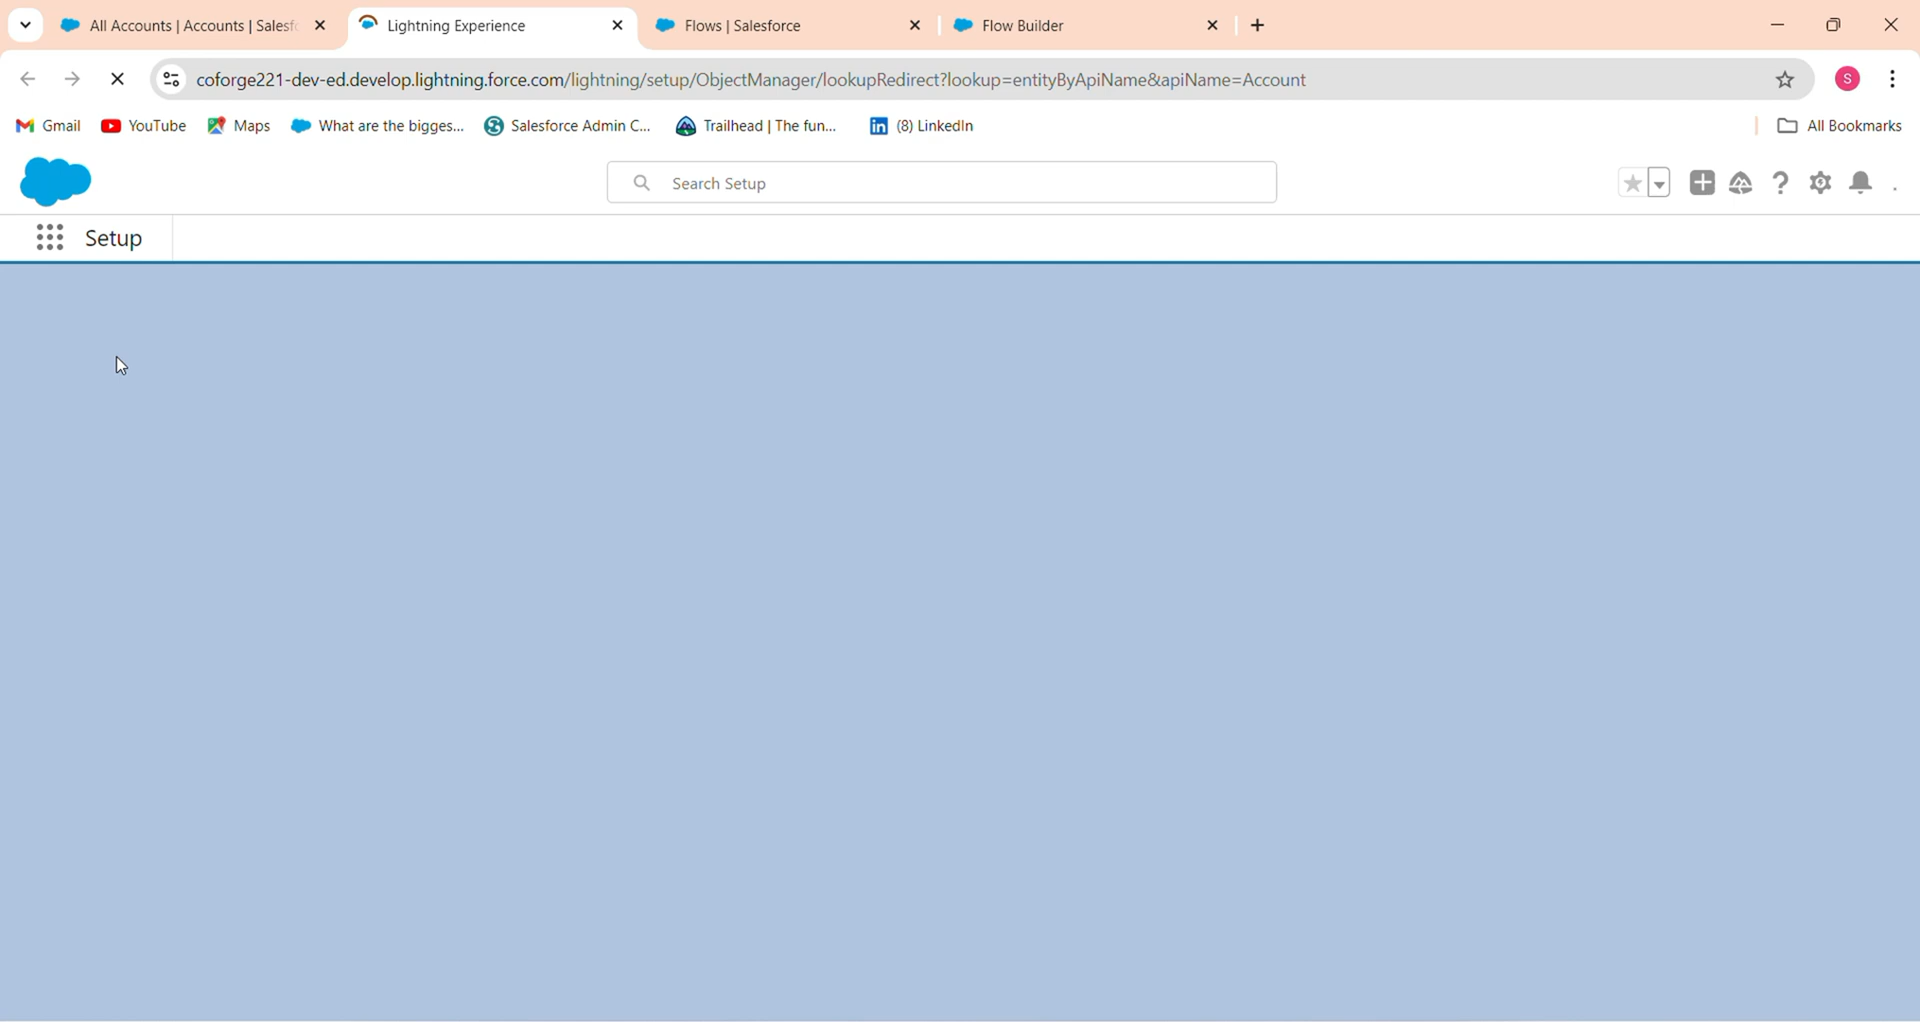 All Accounts | Accounts | Salesf
Lightning Experience
Flows | Salesforce
Flow Builder
coforge221-dev-ed.develop.lightning.force.com/lightning/setup/ObjectManager/lookupRedirect?lookup=entityByApiName&apiName=Account
S
Gmail
YouTube
Maps
What are the bigges...
Salesforce Admin C...
Trailhead | The fun...
(8) LinkedIn
All Bookmarks
Search Setup
Setup